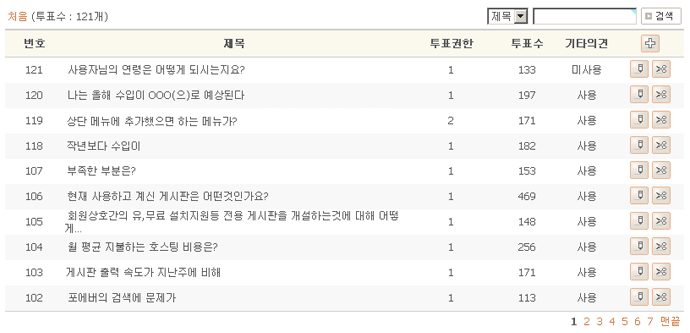 처음 (투표수 : 121개) 제목 검색
번호 제목 투표권한 투표수 기타의견
121 사용자님의 연령은 어떻게 되시는지요? 1 133 미사용
120 나는 올해 수입이 OOO(으)로 예상된다 1 197 사용
119 상단 메뉴에 추가했으면 하는 메뉴가? 2 171 사용
118 작년보다 수입이 1 182 사용
107 부족한 부분은? 1 153 사용
106 현재 사용하고 계신 게시판은 어떤것인가요? 1 469 사용
105 회원상호간의 유,무료 설치지원등 전용 게시판을 개설하는것에 대해 어떻
게... 1 148 사용
104 월 평균 지불하는 호스팅 비용은? 1 256 사용
103 게시판 출력 속도가 지난주에 비해 1 171 사용
102 포에버의 검색에 문제가 1 113 사용
1 2 3 4 5 6 7 맨끝